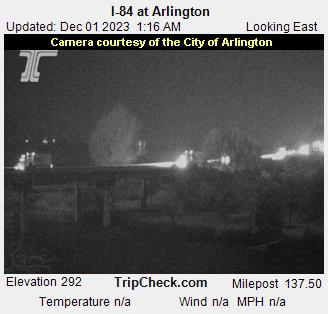 I-84 at Arlington
Updated: Dec 01 2023 1:16 AM Looking East
Camera courtesy of the City of Arlington
Elevation 292 TripCheck.com Milepost 137.50
Temperature n/a Wind n/a MPH n/a